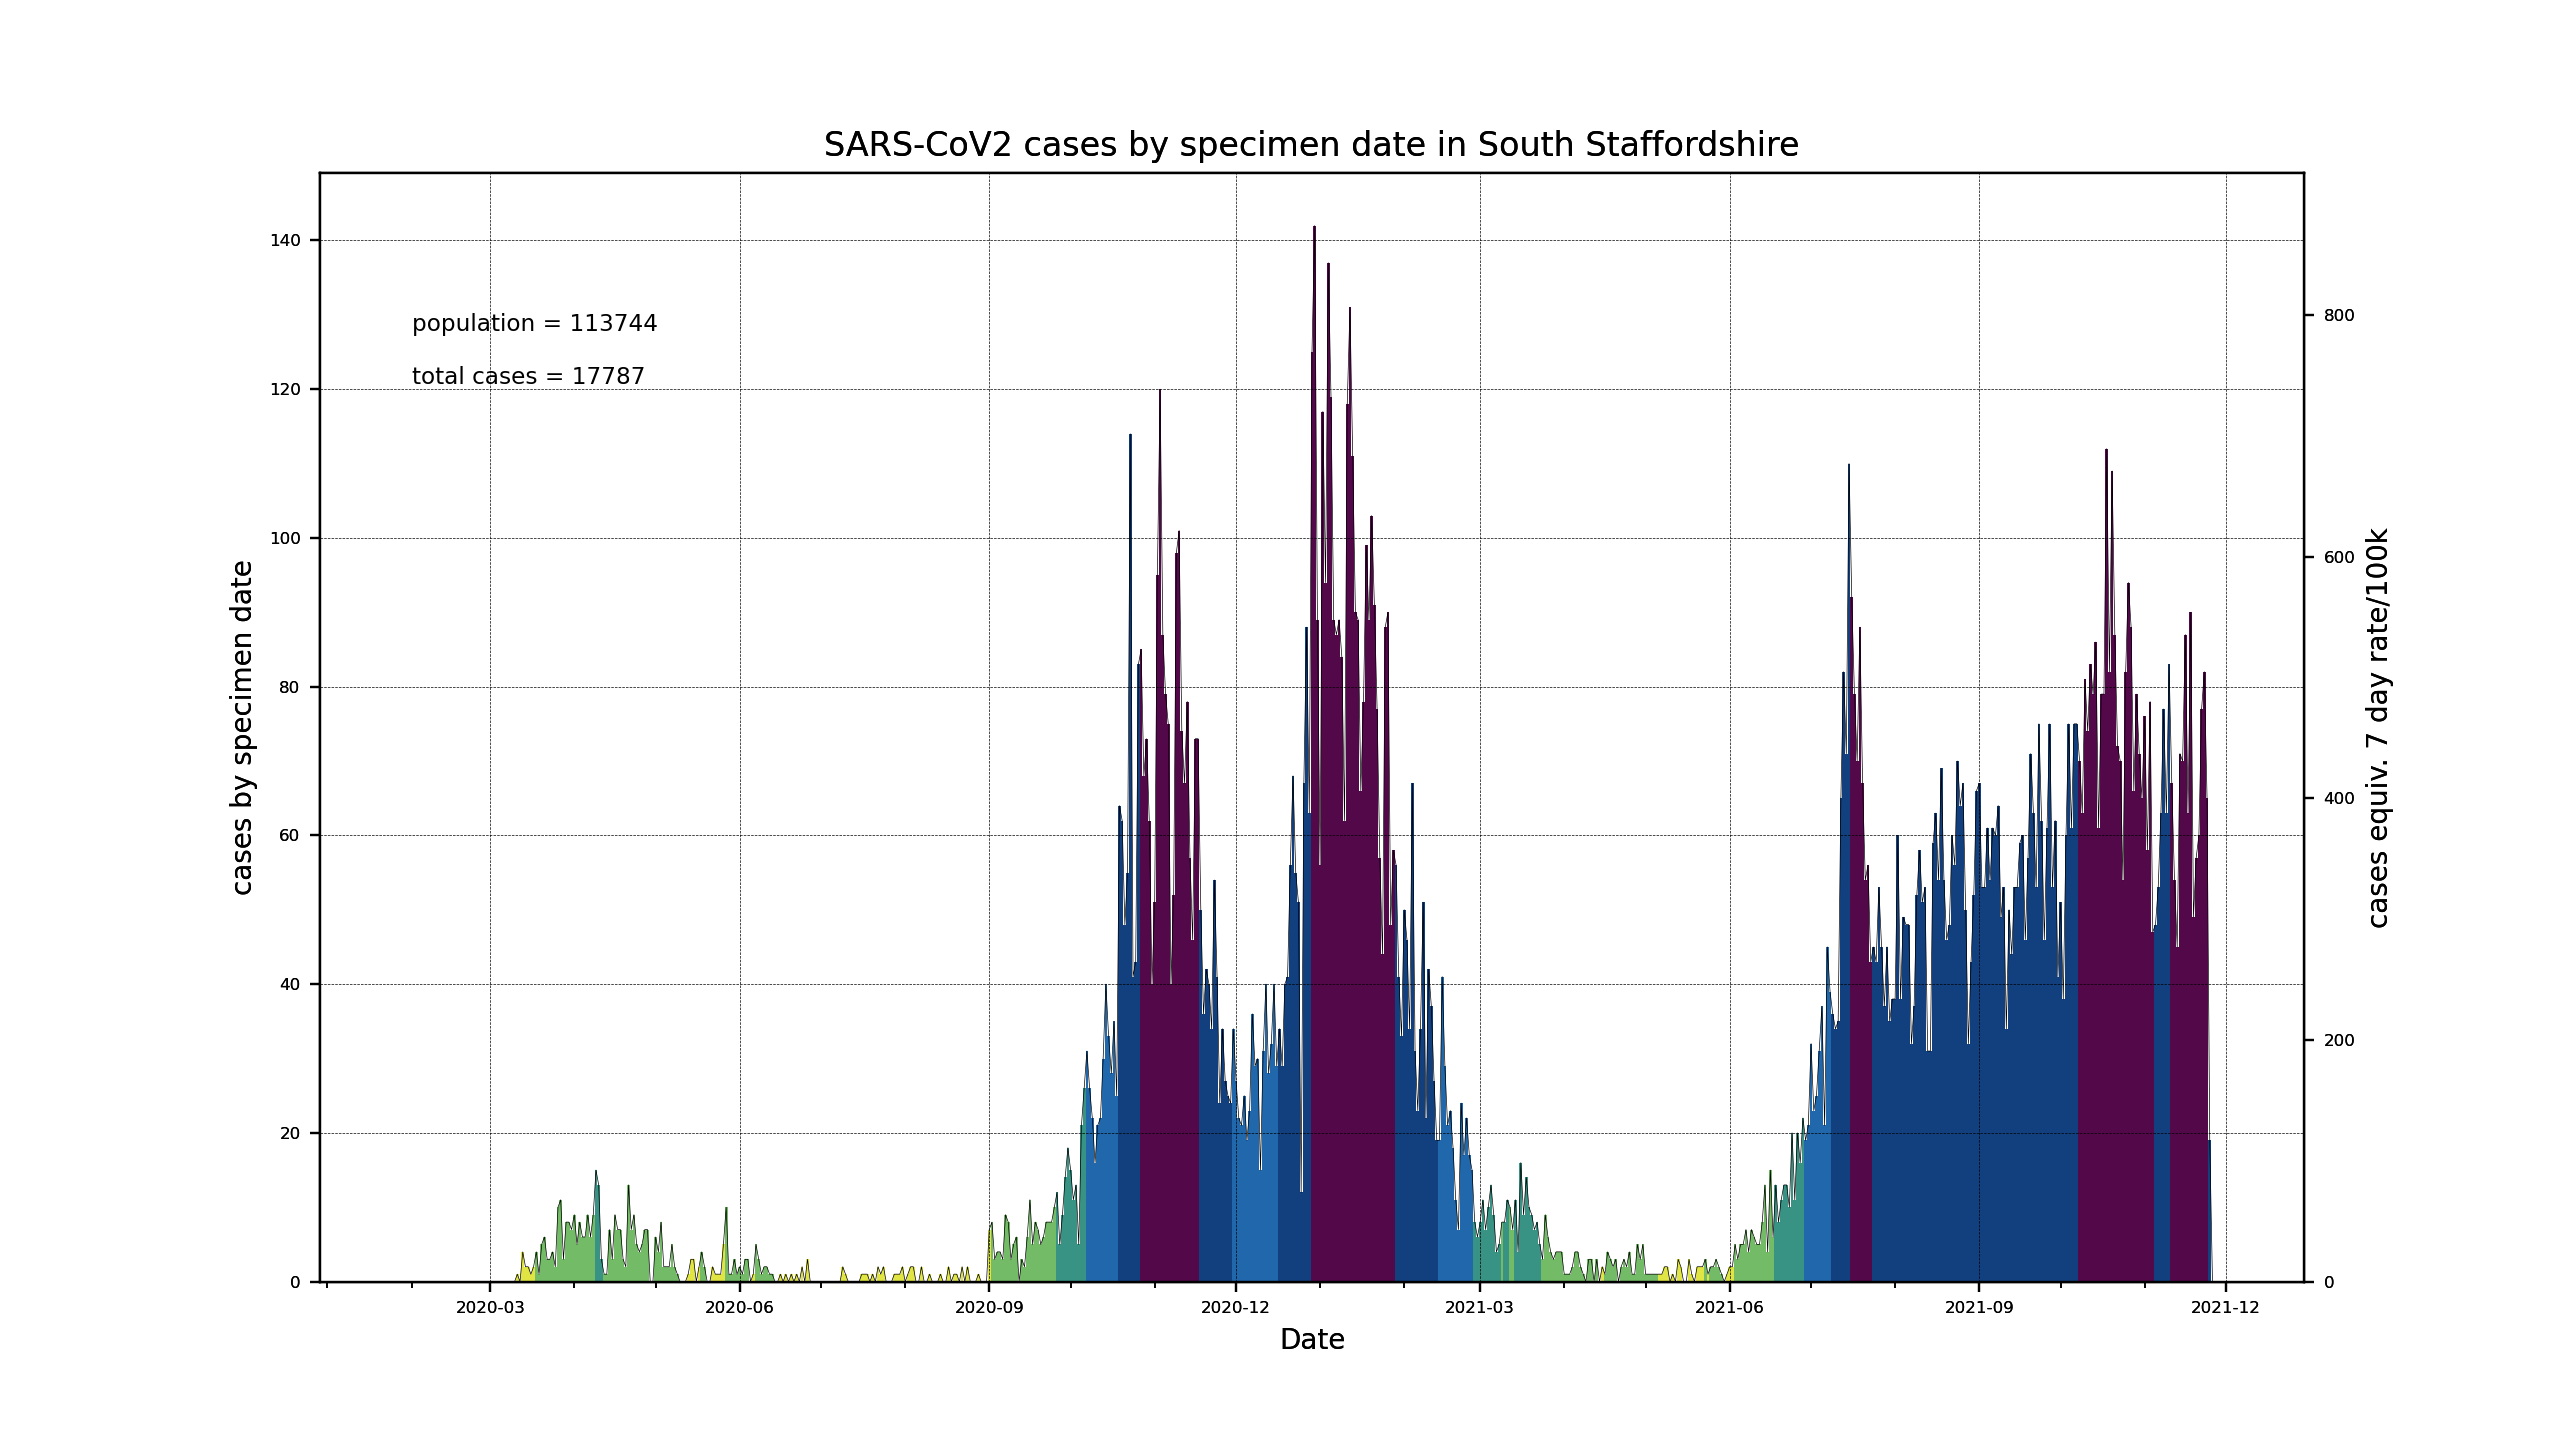 SARS-CoV2 cases by specimen date in South Staffordshire
population = 113744
total cases = 17787
cases by specimen date
140
120
100
80
60
40
20
0
800
600
400
200
0
cases equiv. 7 day rate/100k
2020-03 2020-06 2020-09 2020-12 2021-03 2021-06 2021-09 2021-12
Date